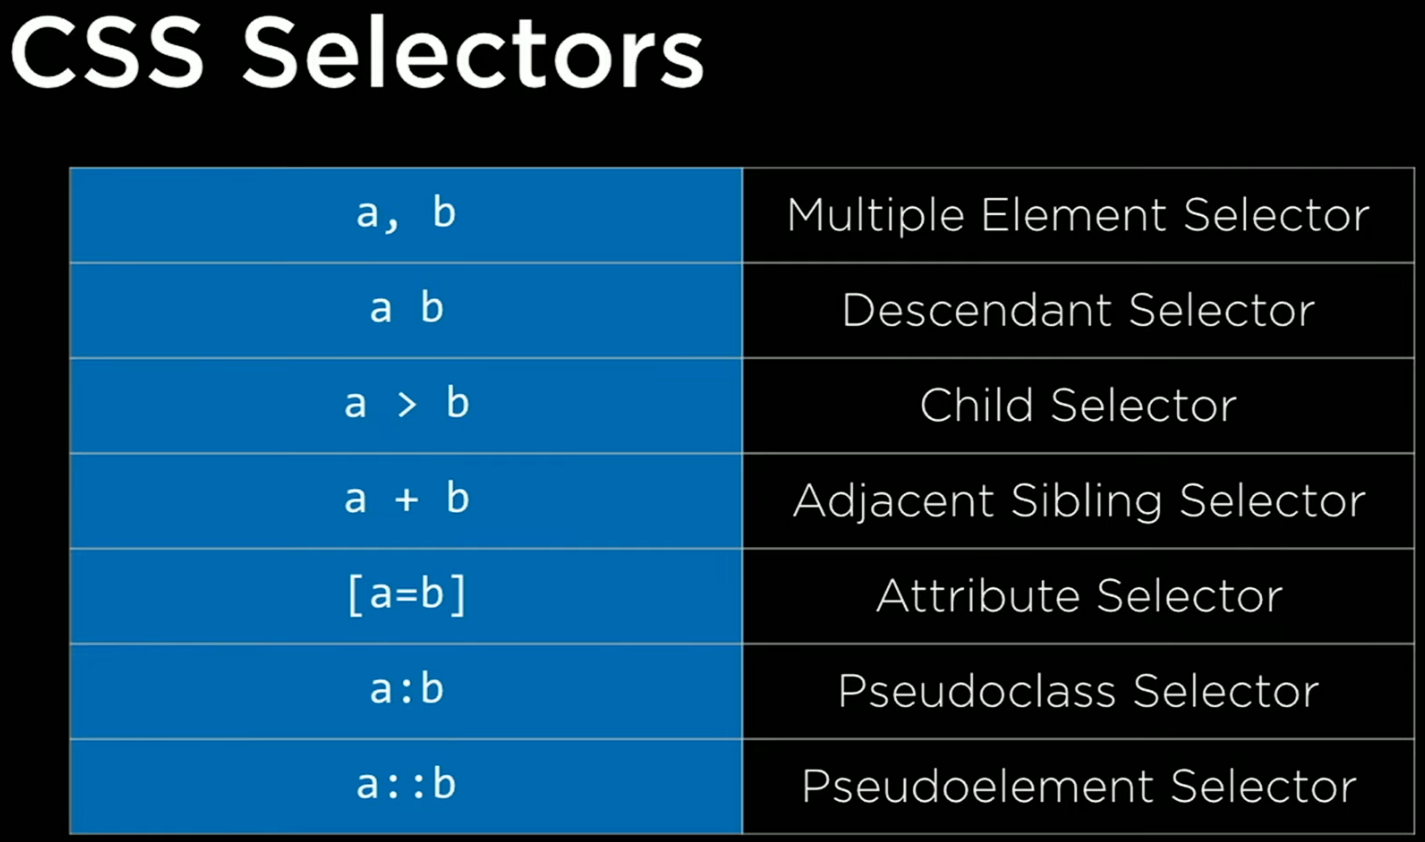 CSS Selectors
a, b Multiple Element Selector
a b Descendant Selector
a > b Child Selector
a + b Adjacent Sibling Selector
[a=b] Attribute Selector
a:b Pseudoclass Selector
a::b Pseudoelement Selector